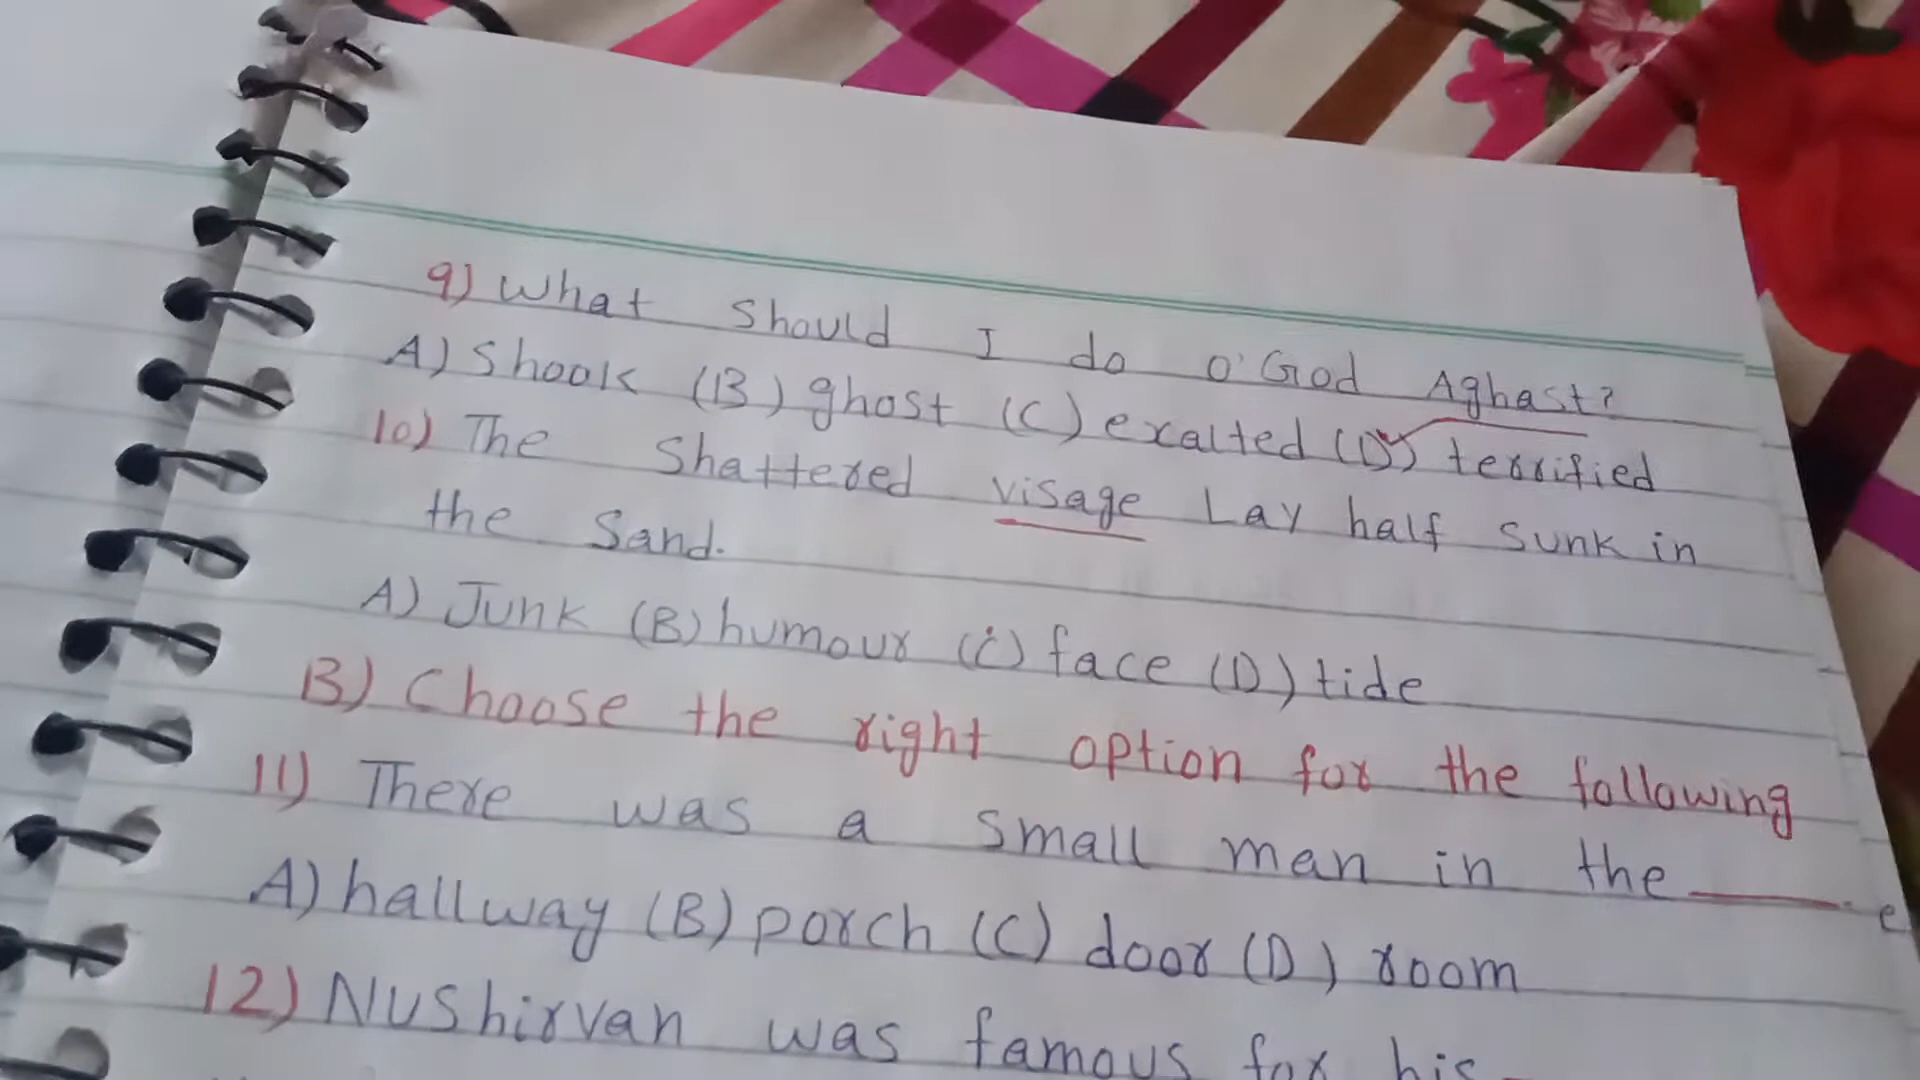 9) What should I do o' God Aghast?
A) Shook (B) ghost (C) exalted (D) terrified
10) The Shattered visage Lay half sunk in
the Sand.
A) Junk (B) humour (C) face (D) tide
B) Choose the right option for the following
11) There was a small man in the ____.
A) hallway (B) porch (C) door (D) room
12) NuShirvan was famous for his